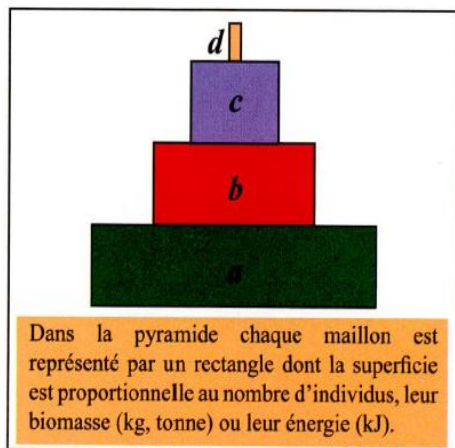 d
c
b
a
Dans la pyramide chaque maillon est
représenté par un rectangle dont la superficie
est proportionnelle au nombre d'individus, leur
biomasse (kg, tonne) ou leur énergie (kJ).